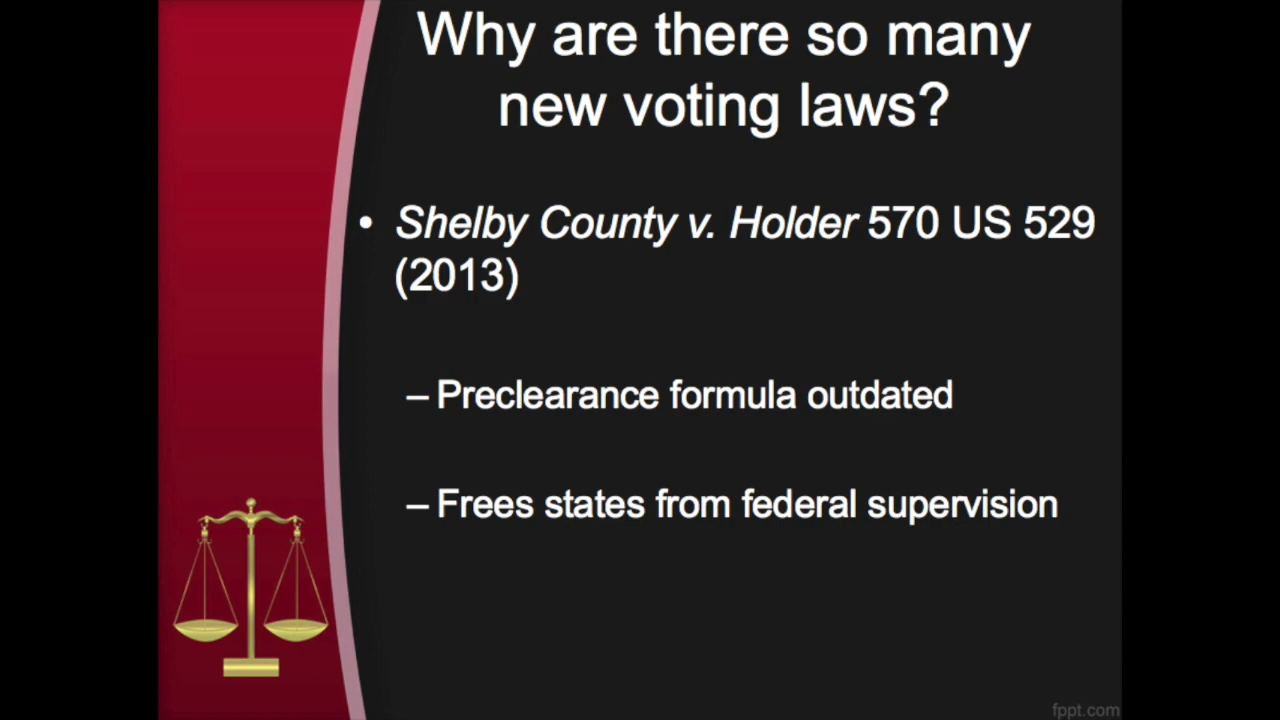 Why are there so many
new voting laws?
• Shelby County v. Holder 570 US 529
(2013)
– Preclearance formula outdated
– Frees states from federal supervision
fppt.com